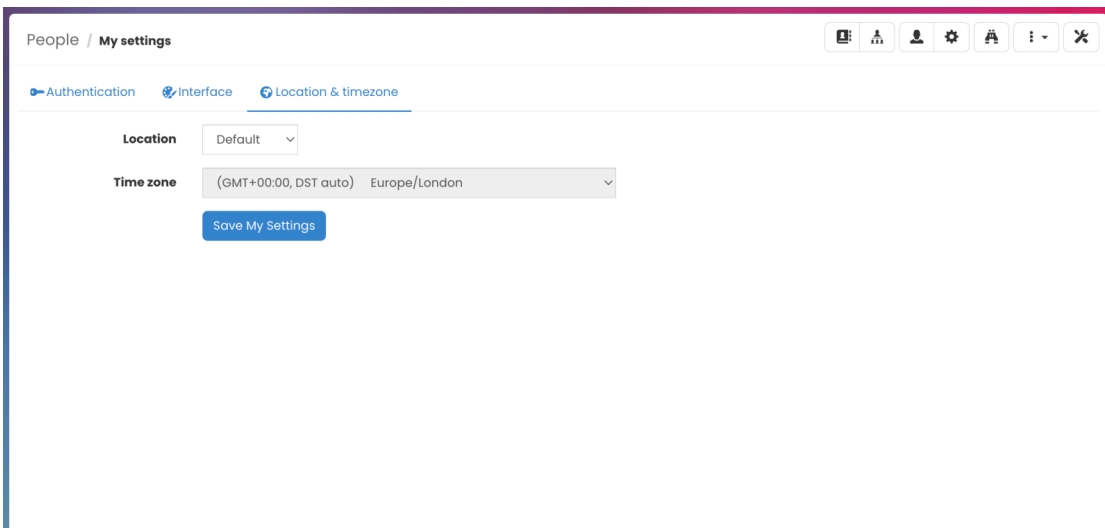 People / My settings
Authentication Interface Location & timezone
Location Default
Time zone (GMT+00:00, DST auto) Europe/London
Save My Settings